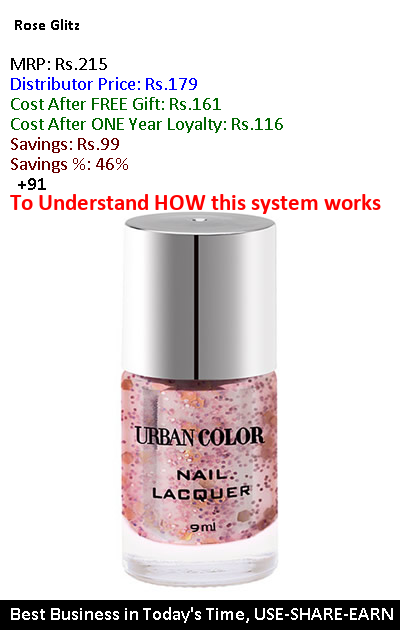 Rose Glitz
MRP: Rs.215
Distributor Price: Rs.179
Cost After FREE Gift: Rs.161
Cost After ONE Year Loyalty: Rs.116
Savings: Rs.99
Savings %: 46%
+91
To Understand HOW this system works
URBAN COLOR
NAIL
LACQUER
9ml
Best Business in Today's Time, USE-SHARE-EARN